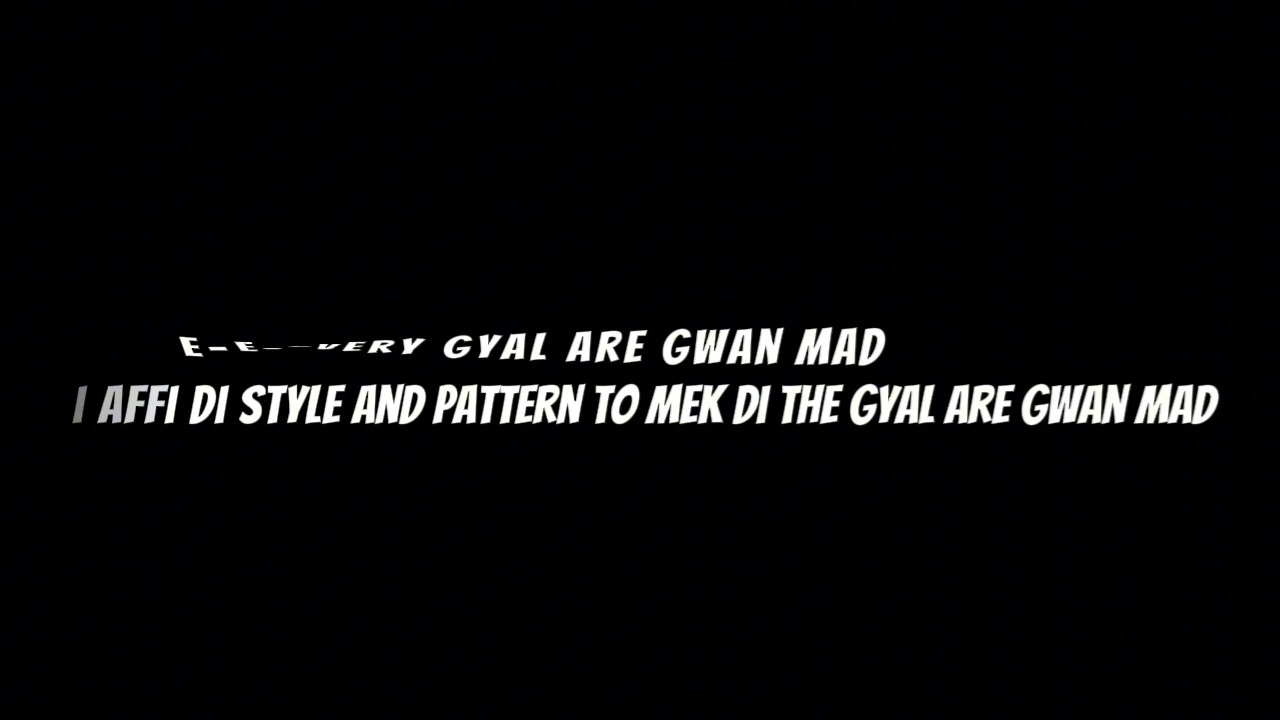 E-E--VERY GYAL ARE GWAN MAD
I AFFI DI STYLE AND PATTERN TO MEK DI THE GYAL ARE GWAN MAD